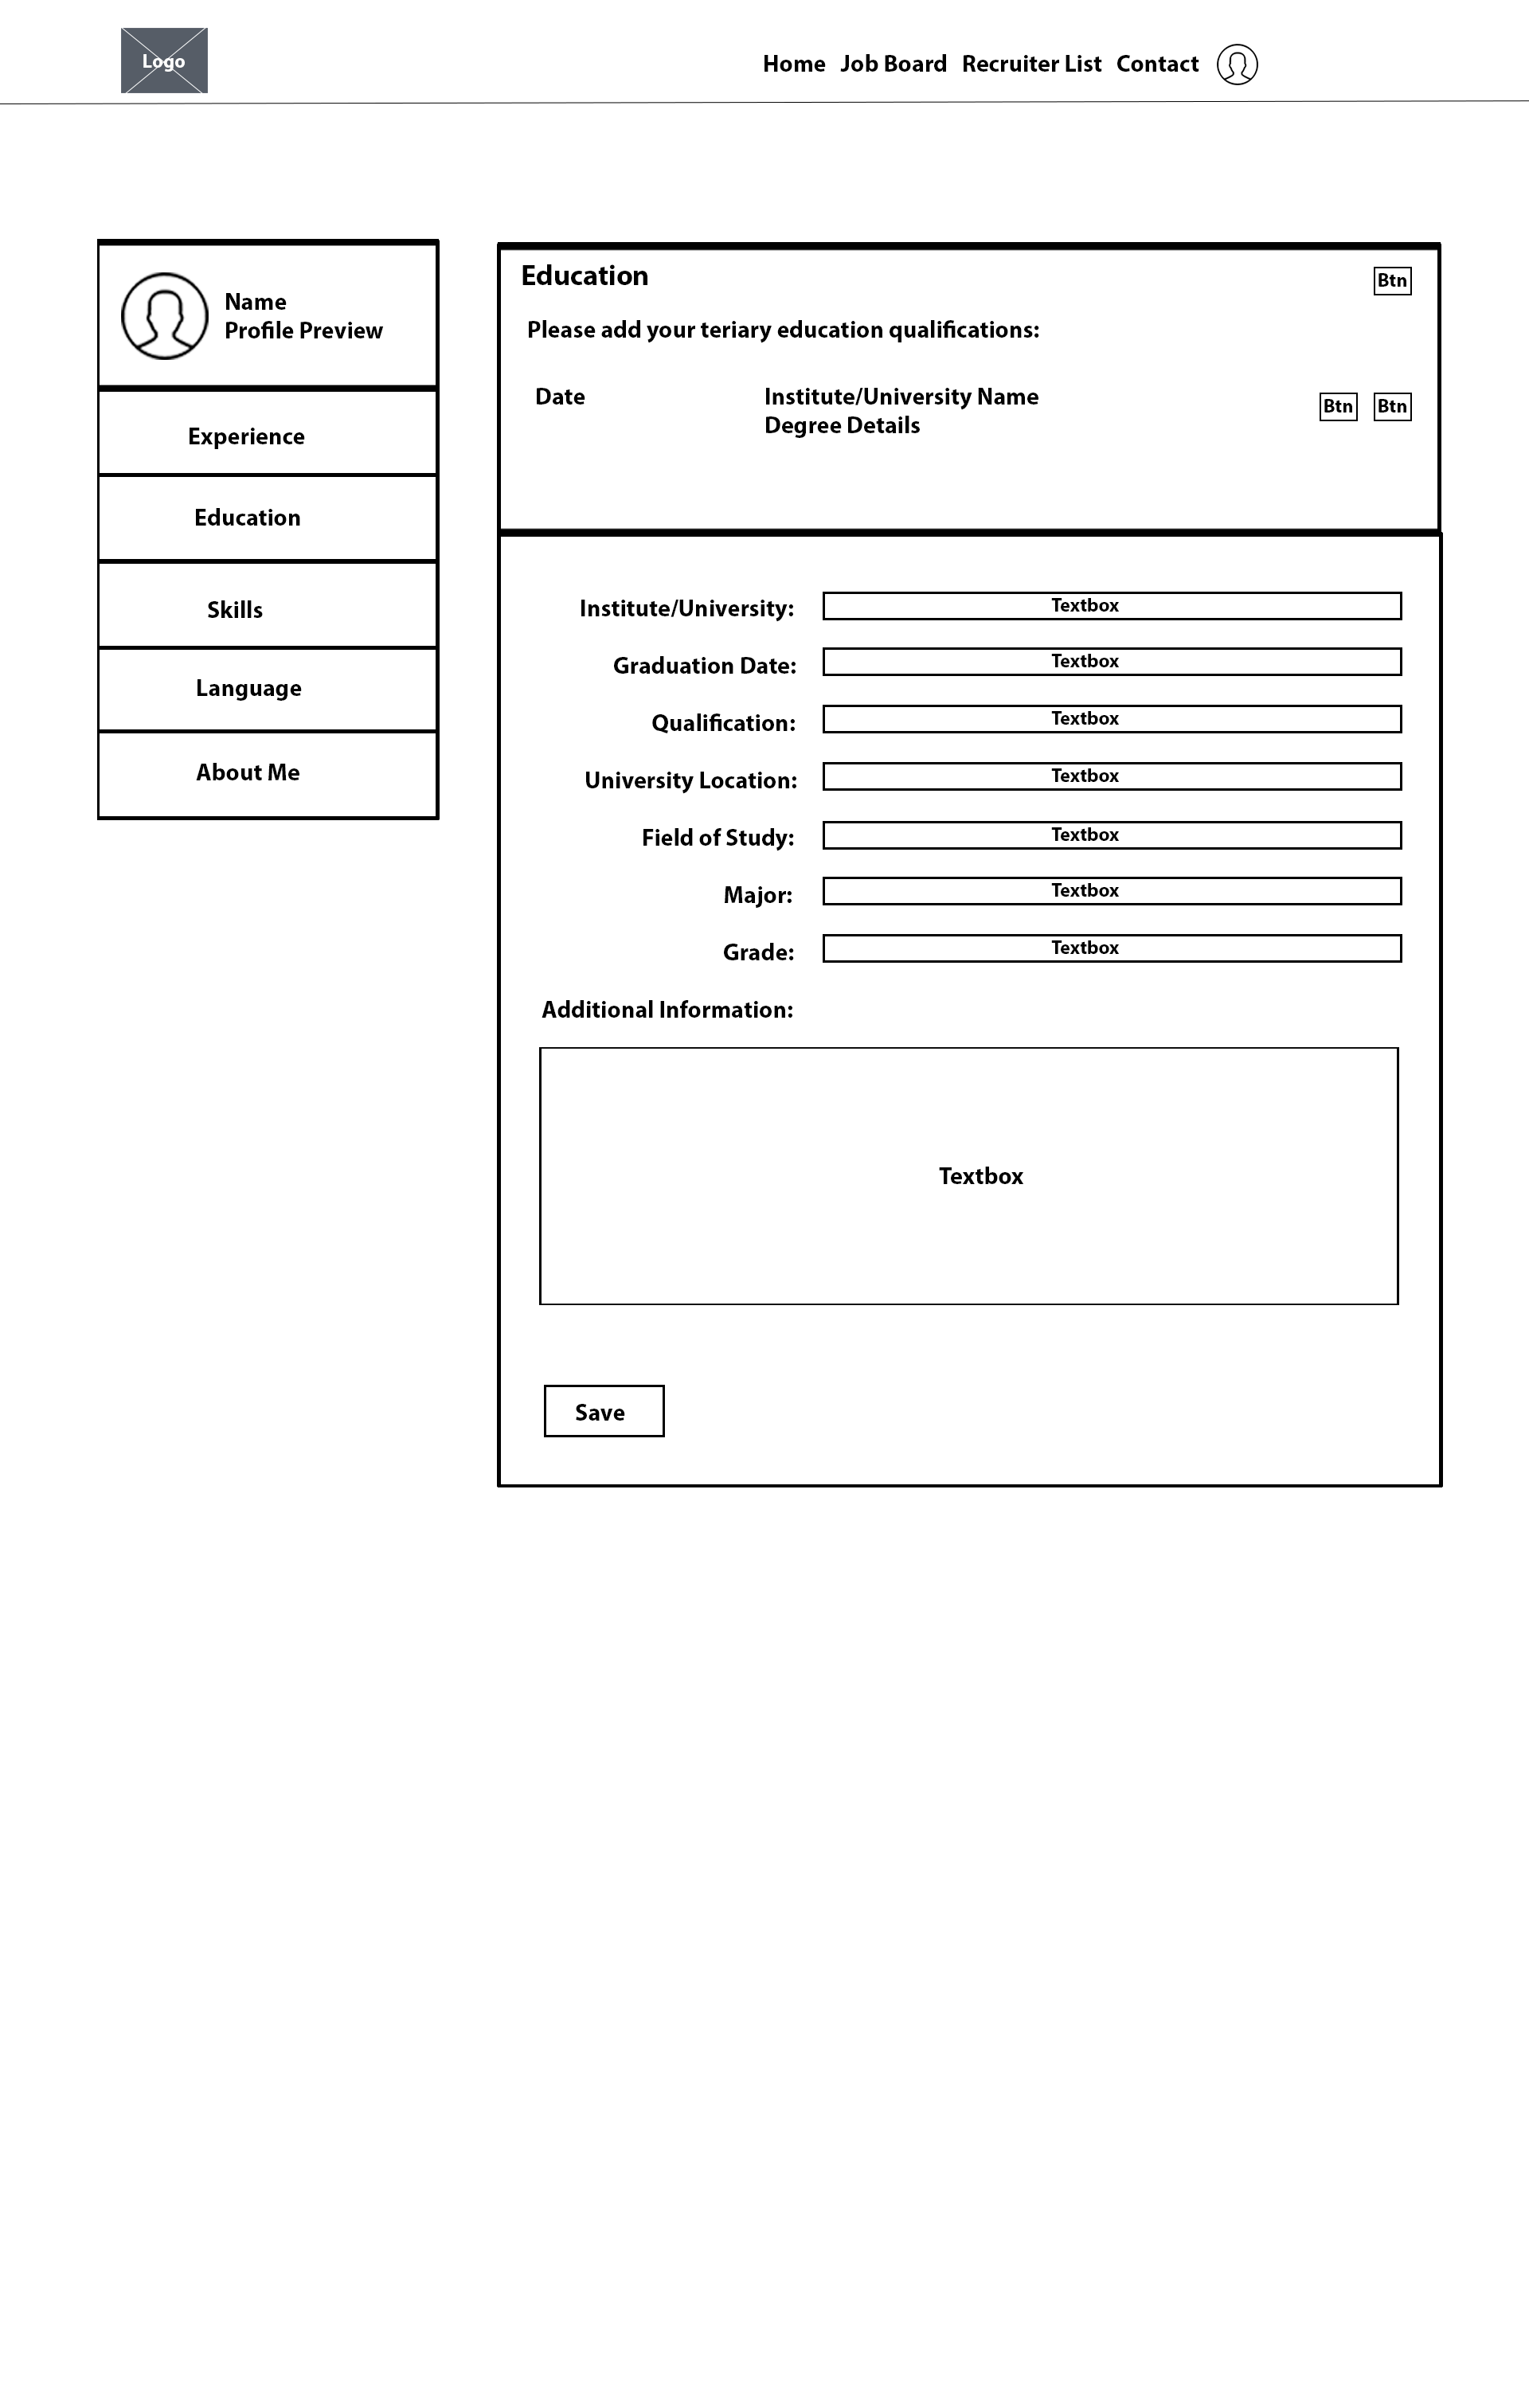 Logo
Home Job Board Recruiter List Contact
Name
Profile Preview
Experience
Education
Skills
Language
About Me
Education
Btn
Please add your teriary education qualifications:
Date
Institute/University Name
Degree Details
Btn Btn
Institute/University: Textbox
Graduation Date: Textbox
Qualification: Textbox
University Location: Textbox
Field of Study: Textbox
Major: Textbox
Grade: Textbox
Additional Information:
Textbox
Save